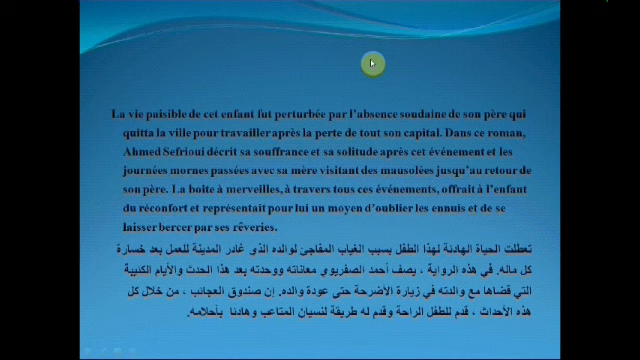 La vie paisible de cet enfant fut perturbée par l'absence soudaine de son père qui
quitta la ville pour travailler après la perte de tout son capital. Dans ce roman,
Ahmed Sefrioui décrit sa souffrance et sa solitude après cet événement et les
journées mornes passées avec sa mère visitant des mausolées jusqu'au retour de
son père. La boite à merveilles, à travers tous ces événements, offrait à l'enfant
du réconfort et représentait pour lui un moyen d'oublier les ennuis et de se
laisser bercer par ses rêveries.
تعطلت الحياة الهادئة لهذا الطفل بسبب الغياب المفاجئ لوالده الذي غادر المدينة للعمل بعد خسارة
كل ماله. في هذه الرواية ، يصف أحمد الصفريوي معاناته ووحدته بعد هذا الحدث والأيام الكئيبة
التي قضاها مع والدته في زيارة الأضرحة حتى عودة والده. إن صندوق العجائب ، من خلال كل
هذه الأحداث ، قدم للطفل الراحة وقدم له طريقة لنسيان المتاعب وهادنا بأحلامه.